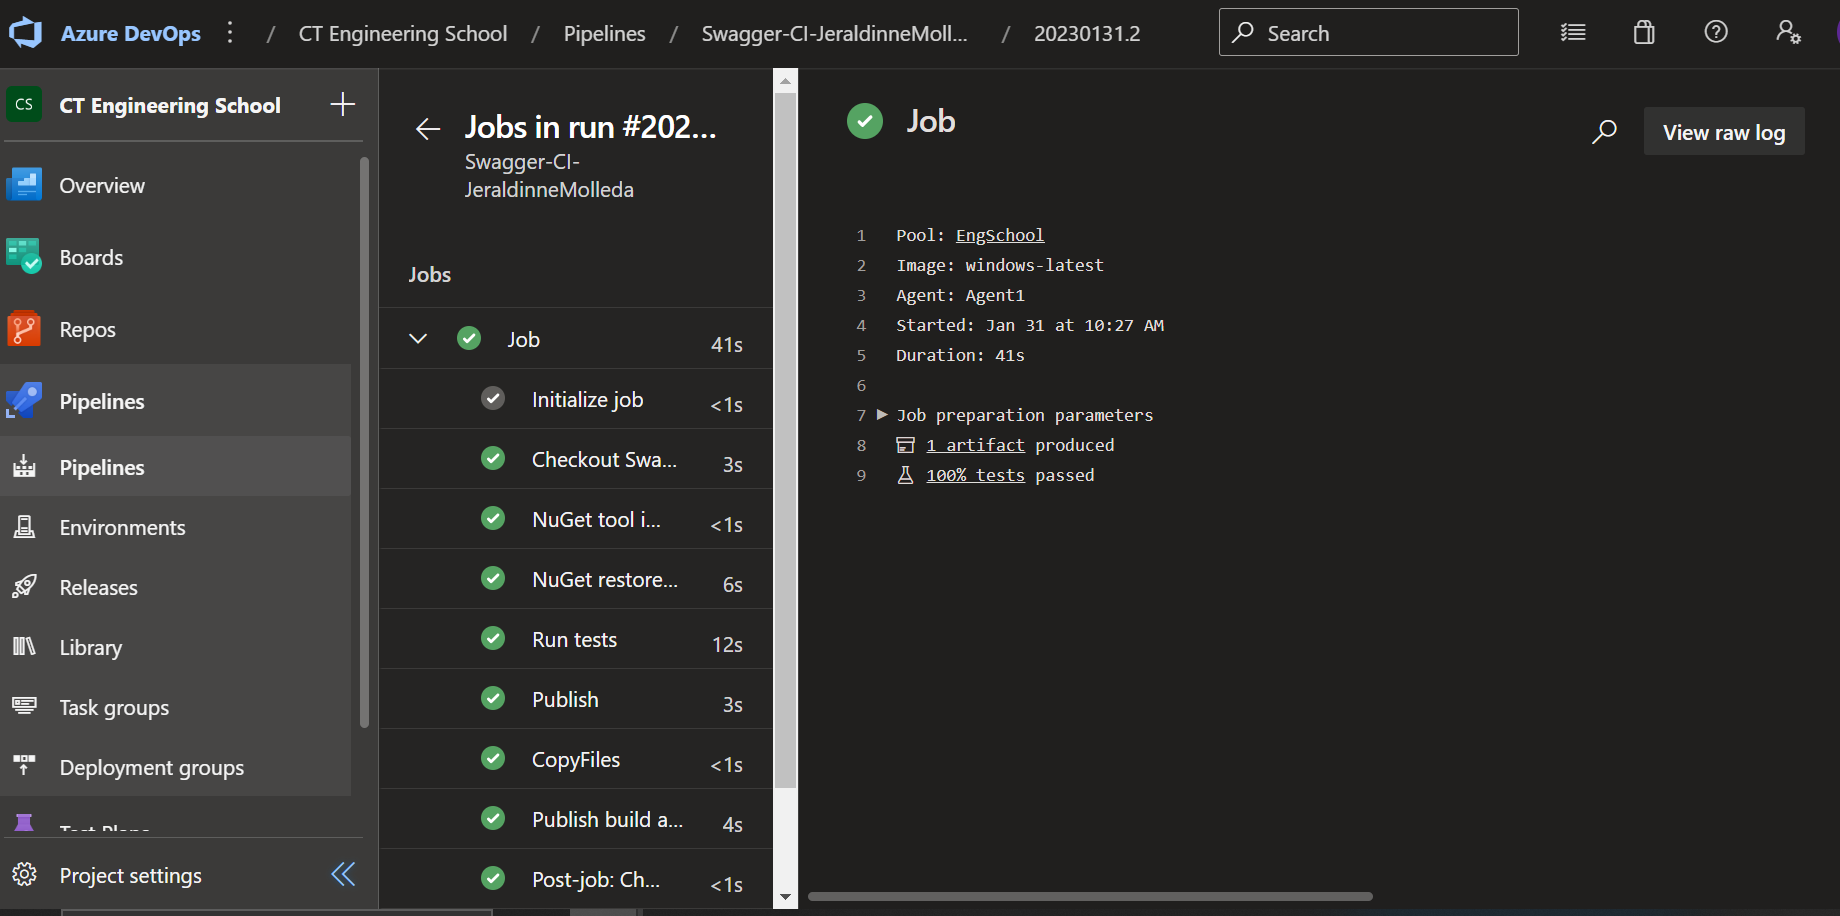 Azure DevOps / CT Engineering School / Pipelines / Swagger-CI-JeraldinneMoll... / 20230131.2
Search
CS
CT Engineering School
Overview
Boards
Repos
Pipelines
Pipelines
Environments
Releases
Library
Task groups
Deployment groups
Test Plans
Project settings
Jobs in run #202...
Swagger-CI-
JeraldinneMolleda
Jobs
Job 41s
Initialize job <1s
Checkout Swa... 3s
NuGet tool i... <1s
NuGet restore... 6s
Run tests 12s
Publish 3s
CopyFiles <1s
Publish build a... 4s
Post-job: Ch... <1s
Job
View raw log
1 Pool: EngSchool
2 Image: windows-latest
3 Agent: Agent1
4 Started: Jan 31 at 10:27 AM
5 Duration: 41s
6
7 Job preparation parameters
8 1 artifact produced
9 100% tests passed